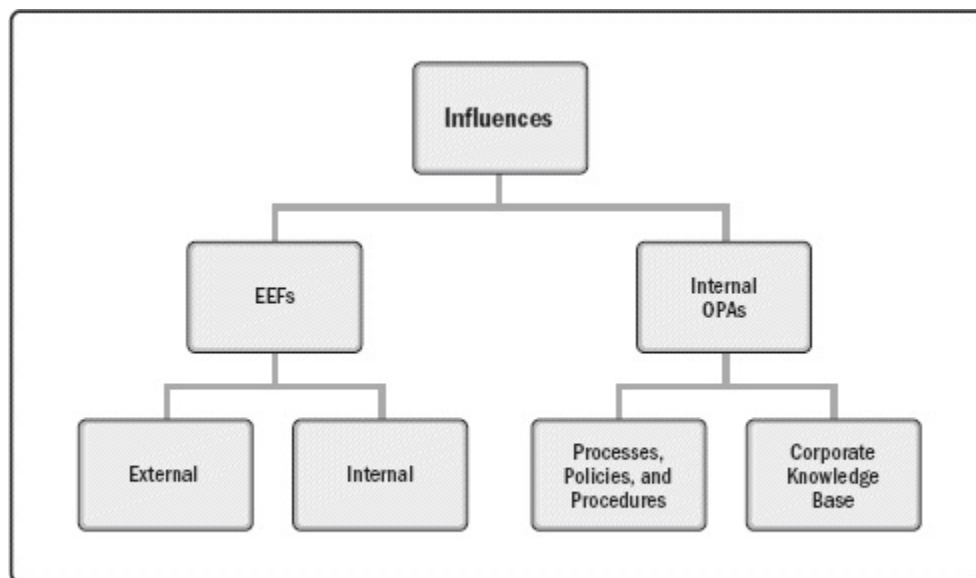 Influences
EEFs
Internal
OPAs
External
Internal
Processes,
Policies, and
Procedures
Corporate
Knowledge
Base